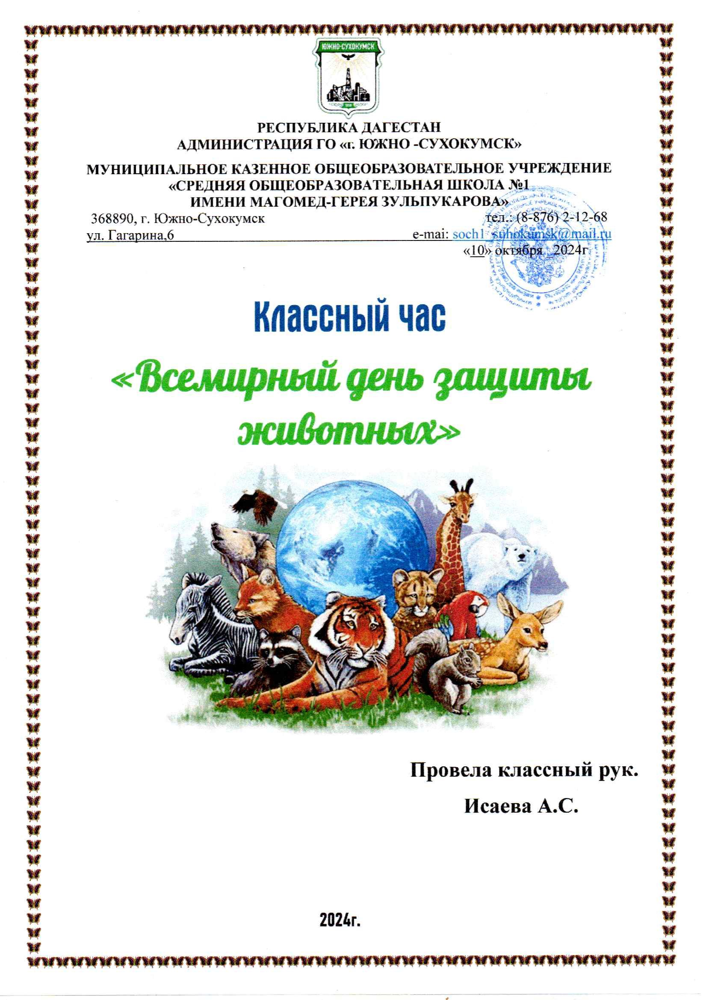 ЮЖНО-СУХОКУМСК
РЕСПУБЛИКА ДАГЕСТАН
АДМИНИСТРАЦИЯ ГО «г. ЮЖНО -СУХОКУМСК»
МУНИЦИПАЛЬНОЕ КАЗЕННОЕ ОБЩЕОБРАЗОВАТЕЛЬНОЕ УЧРЕЖДЕНИЕ
«СРЕДНЯЯ ОБЩЕОБРАЗОВАТЕЛЬНАЯ ШКОЛА №1
ИМЕНИ МАГОМЕД-ГЕРЕЯ ЗУЛЬПУКАРОВА»
368890, г. Южно-Сухокумск тел.: (8-876) 2-12-68
ул. Гагарина,6 e-mai: soch1_suhokumsk@mail.ru
«10» октября _2024г
Классный час
«Всемирный день защиты
животных»
Провела классный рук.
Исаева А.С.
2024г.